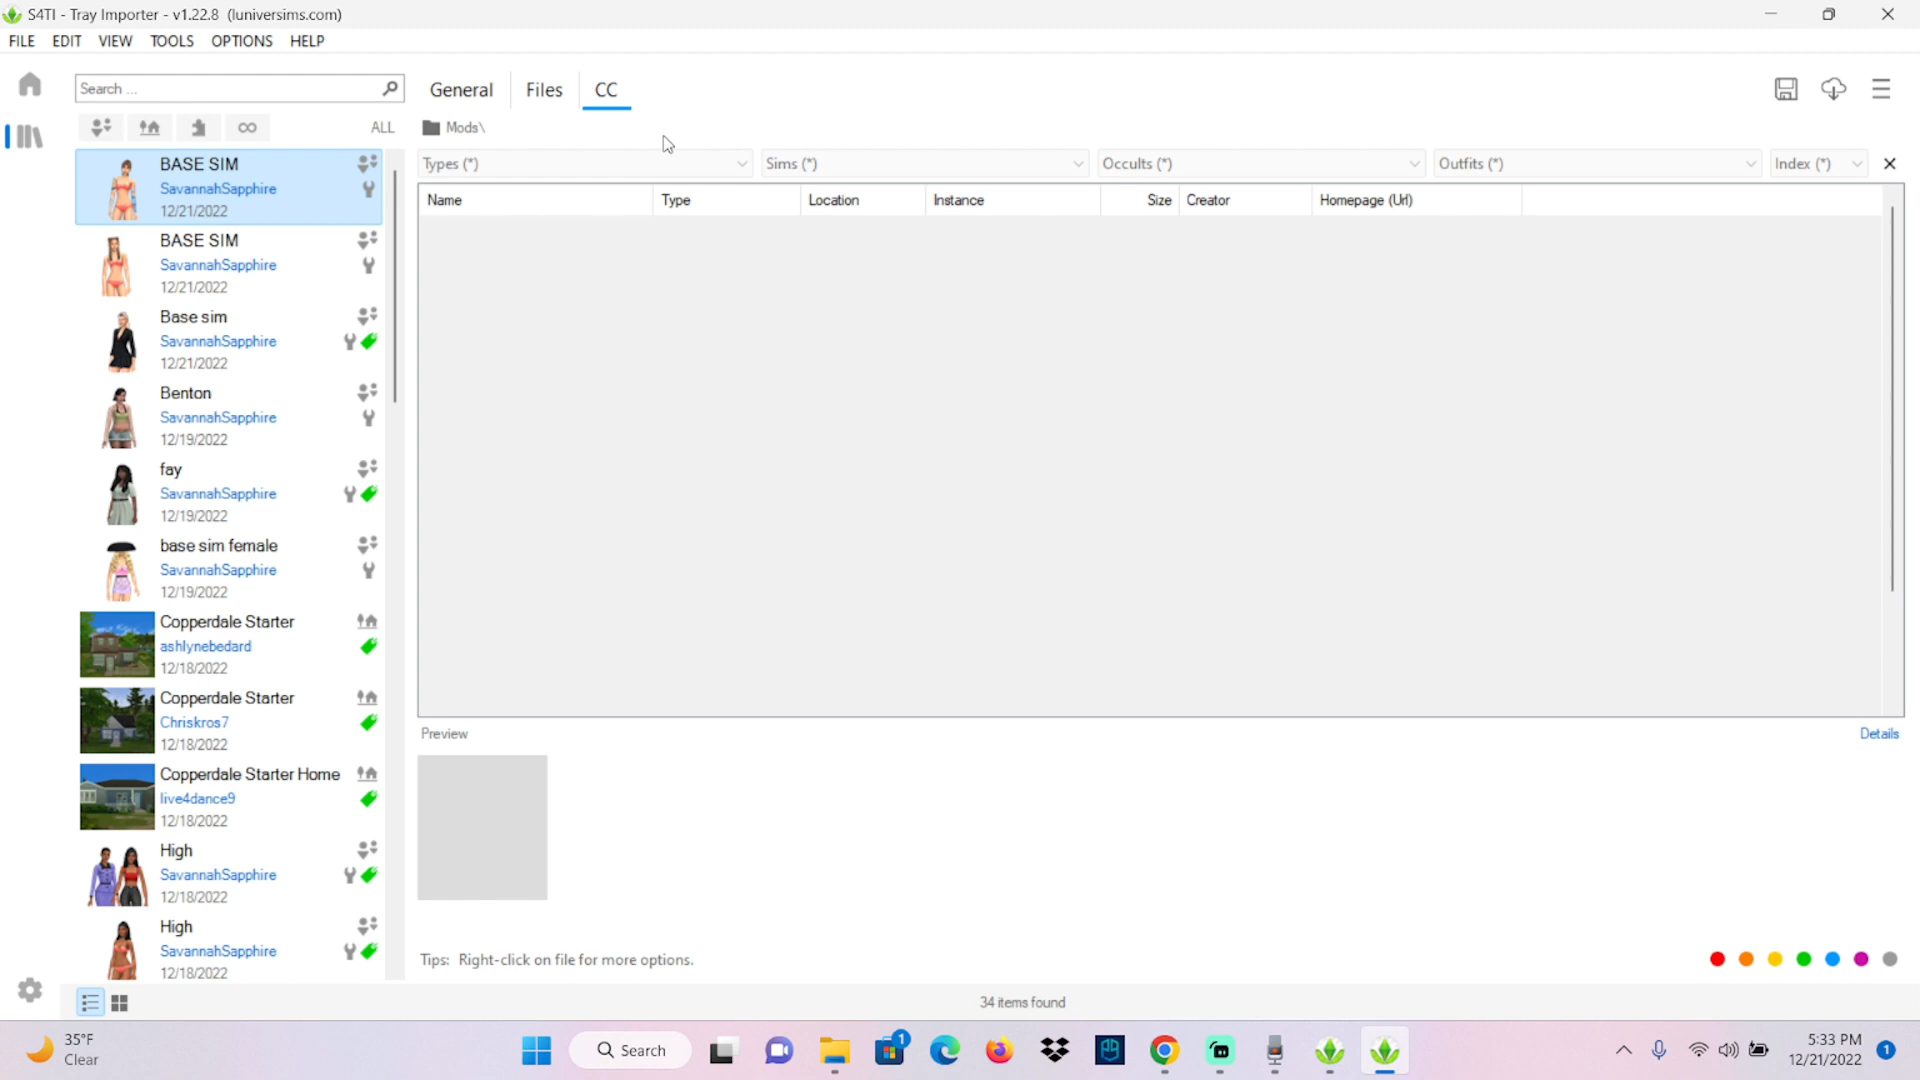 S4TI - Tray Importer - v1.22.8 (luniversims.com)
FILE EDIT VIEW TOOLS OPTIONS HELP
Search ...
General Files CC
ALL
Mods\
Types (*) Sims (*) Occults (*) Outfits (*) Index (*)
Name Type Location Instance Size Creator Homepage (Url)
BASE SIM
SavannahSapphire
12/21/2022
BASE SIM
SavannahSapphire
12/21/2022
Base sim
SavannahSapphire
12/21/2022
Benton
SavannahSapphire
12/19/2022
fay
SavannahSapphire
12/19/2022
base sim female
SavannahSapphire
12/19/2022
Copperdale Starter
ashlynebedard
12/18/2022
Copperdale Starter
Chriskros7
12/18/2022
Copperdale Starter Home
live4dance9
12/18/2022
High
SavannahSapphire
12/18/2022
High
SavannahSapphire
12/18/2022
Preview Details
Tips: Right-click on file for more options.
34 items found
35°F
Clear
Search
1
5:33 PM
12/21/2022
1